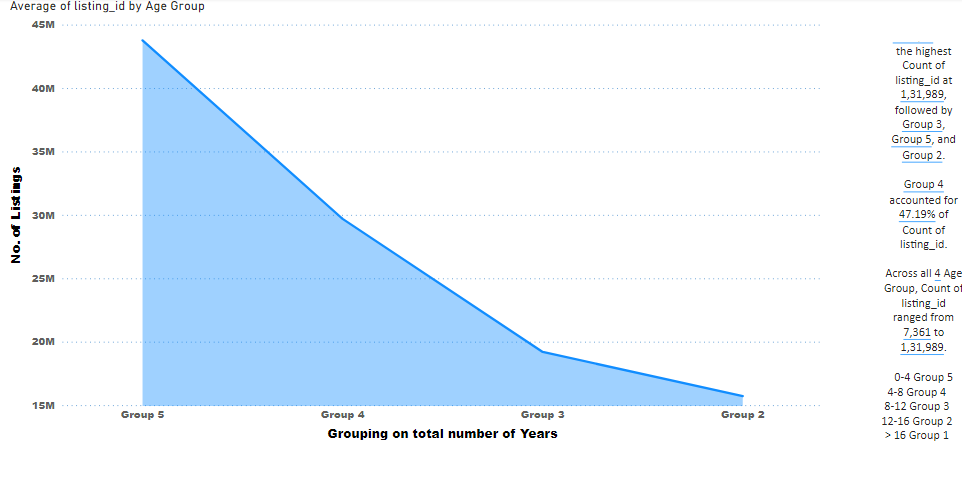 Average of listing_id by Age Group
45M
40M
35M
30M
25M
20M
15M
No. of Listings
Group 5
Group 4
Group 3
Group 2
Grouping on total number of Years
the highest
Count of
listing_id at
1,31,989,
followed by
Group 3,
Group 5, and
Group 2.
Group 4
accounted for
47.19% of
Count of
listing_id.
Across all 4 Age
Group, Count of
listing_id
ranged from
7,361 to
1,31,989.
0-4 Group 5
4-8 Group 4
8-12 Group 3
12-16 Group 2
> 16 Group 1